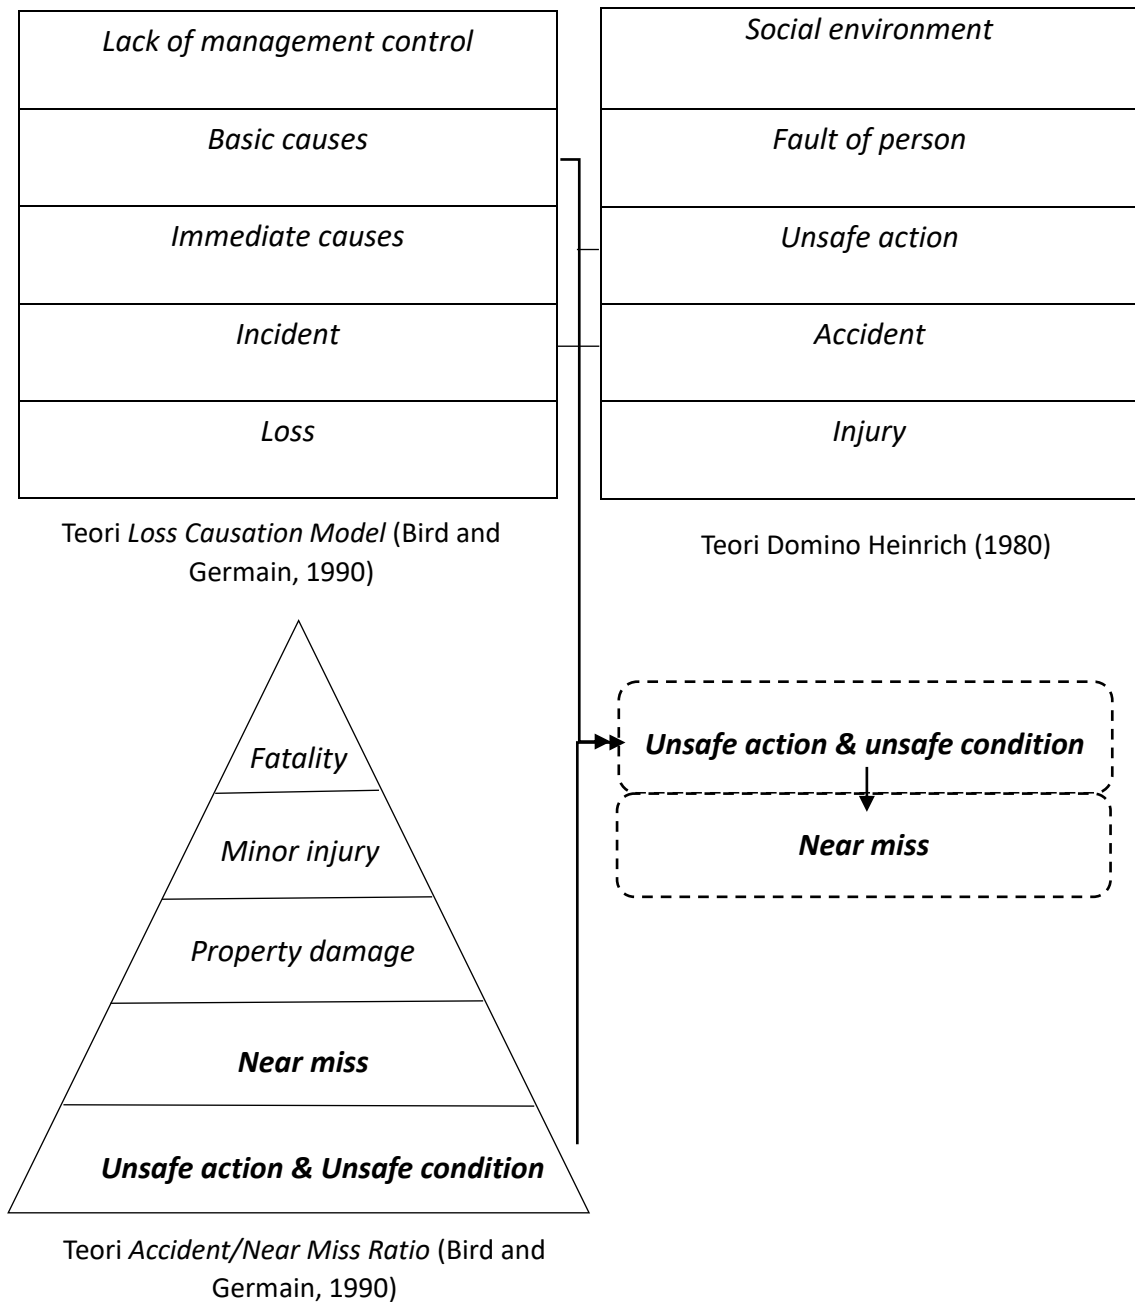 Lack of management control
Basic causes
Immediate causes
Incident
Loss
Teori Loss Causation Model (Bird and
Germain, 1990)
Social environment
Fault of person
Unsafe action
Accident
Injury
Teori Domino Heinrich (1980)
Fatality
Minor injury
Property damage
Near miss
Unsafe action & Unsafe condition
Teori Accident/Near Miss Ratio (Bird and
Germain, 1990)
Unsafe action & unsafe condition
Near miss